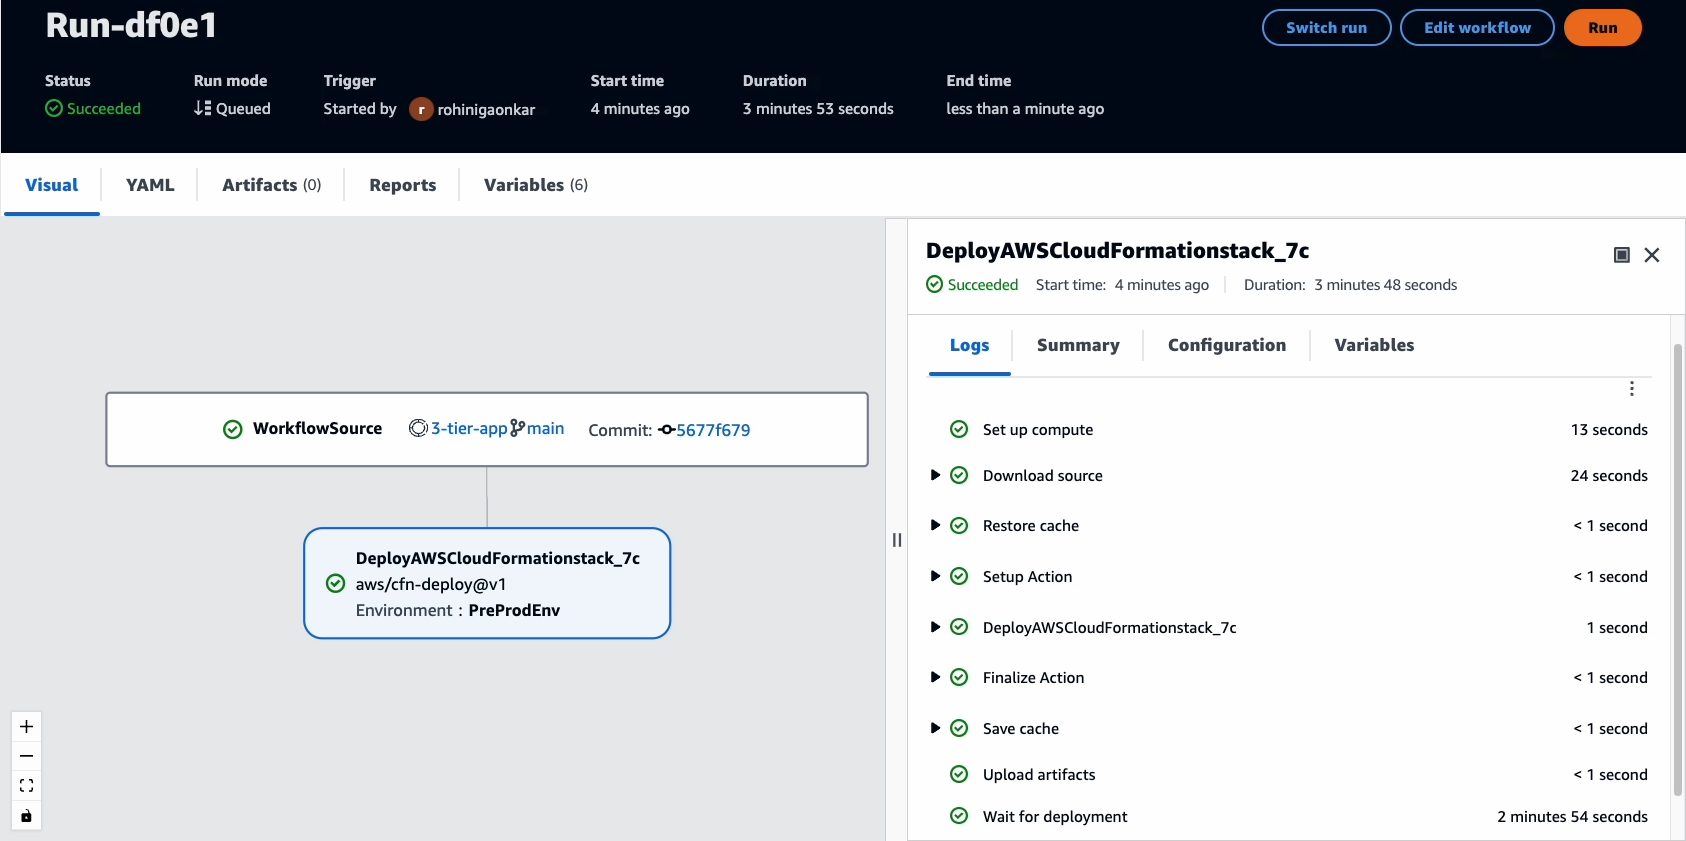 Run-df0e1
Switch run
Edit workflow
Run
Status
Run mode
Trigger
Start time
Duration
End time
Succeeded
Queued
Started by r rohinigaonkar
4 minutes ago
3 minutes 53 seconds
less than a minute ago
Visual
YAML
Artifacts (0)
Reports
Variables (6)
WorkflowSource 3-tier-app main Commit: 5677f679
DeployAWSCloudFormationstack_7c
aws/cfn-deploy@v1
Environment : PreProdEnv
DeployAWSCloudFormationstack_7c
Succeeded Start time: 4 minutes ago Duration: 3 minutes 48 seconds
Logs
Summary
Configuration
Variables
Set up compute 13 seconds
Download source 24 seconds
Restore cache < 1 second
Setup Action < 1 second
DeployAWSCloudFormationstack_7c 1 second
Finalize Action < 1 second
Save cache < 1 second
Upload artifacts < 1 second
Wait for deployment 2 minutes 54 seconds